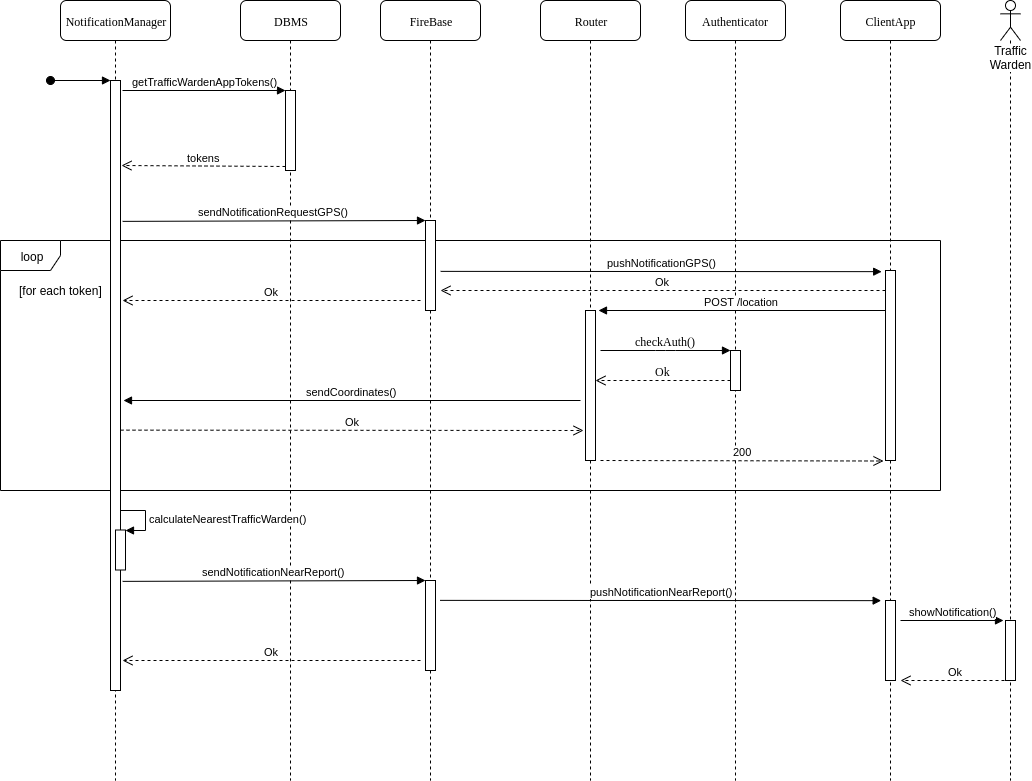 NotificationManager
DBMS
FireBase
Router
Authenticator
ClientApp
Traffic
Warden
getTrafficWardenAppTokens()
tokens
sendNotificationRequestGPS()
loop
pushNotificationGPS()
Ok
[for each token]
Ok
POST /location
checkAuth()
Ok
sendCoordinates()
Ok
200
calculateNearestTrafficWarden()
sendNotificationNearReport()
pushNotificationNearReport()
showNotification()
Ok
Ok